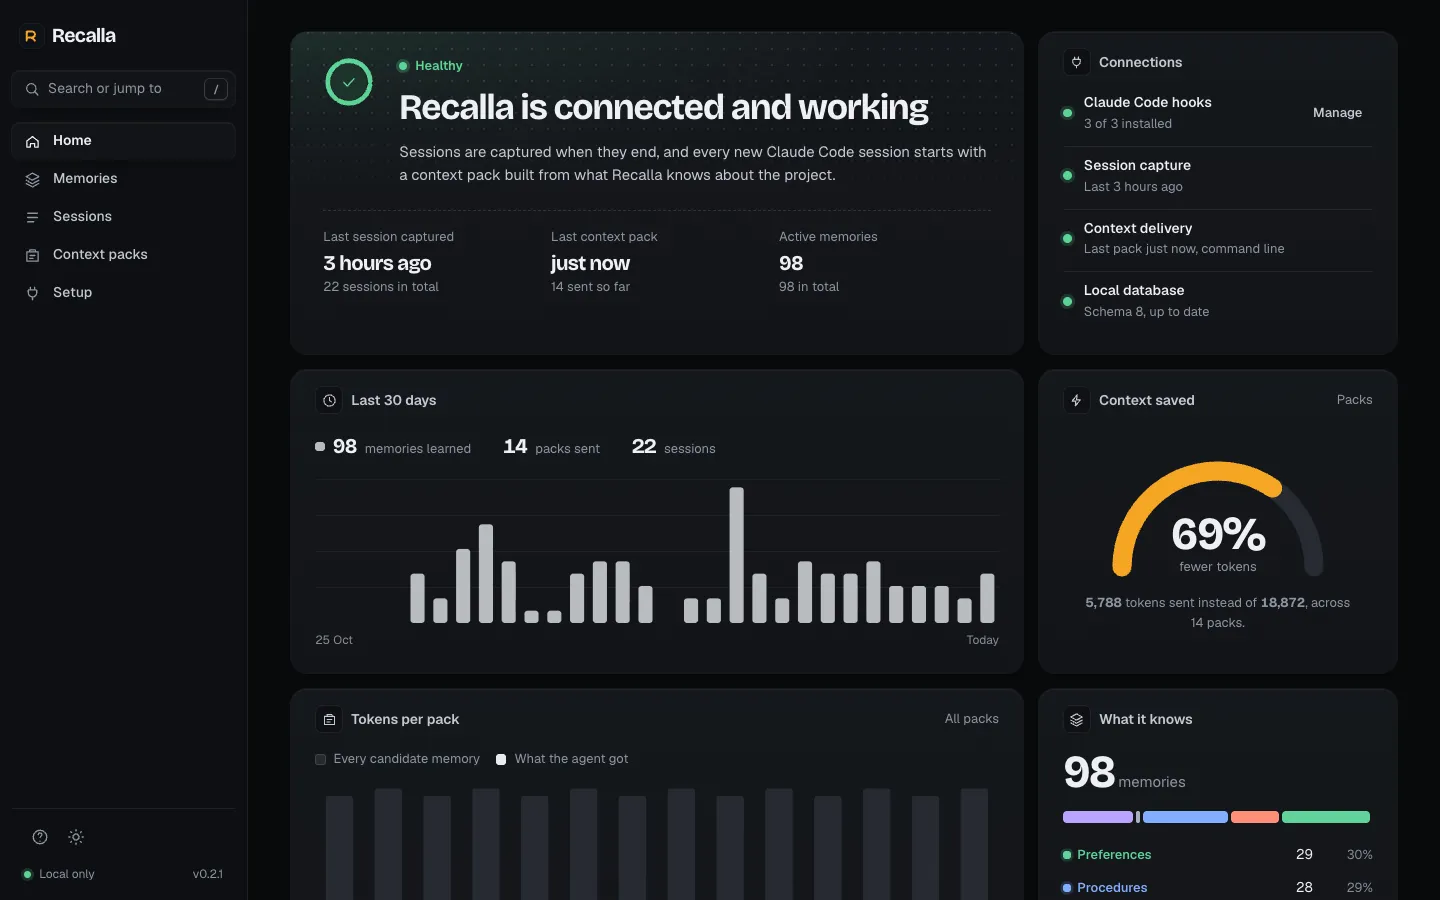 Recalla
Search or jump to
/
Home
Memories
Sessions
Context packs
Setup
Local only
v0.2.1
Healthy
Recalla is connected and working
Sessions are captured when they end, and every new Claude Code session starts with
a context pack built from what Recalla knows about the project.
Last session captured
3 hours ago
22 sessions in total
Last context pack
just now
14 sent so far
Active memories
98
98 in total
Connections
Claude Code hooks
3 of 3 installed
Manage
Session capture
Last 3 hours ago
Context delivery
Last pack just now, command line
Local database
Schema 8, up to date
Last 30 days
98 memories learned
14 packs sent
22 sessions
25 Oct
Today
Context saved
Packs
69%
fewer tokens
5,788 tokens sent instead of 18,872, across
14 packs.
Tokens per pack
All packs
Every candidate memory
What the agent got
What it knows
98 memories
Preferences 29 30%
Procedures 28 29%